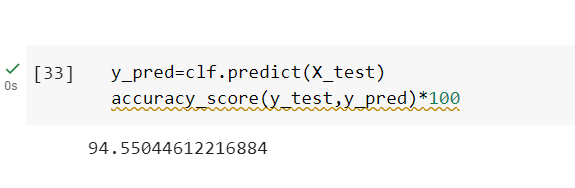 [33] y_pred=clf.predict(X_test)
0s accuracy_score(y_test,y_pred)*100
94.55044612216884